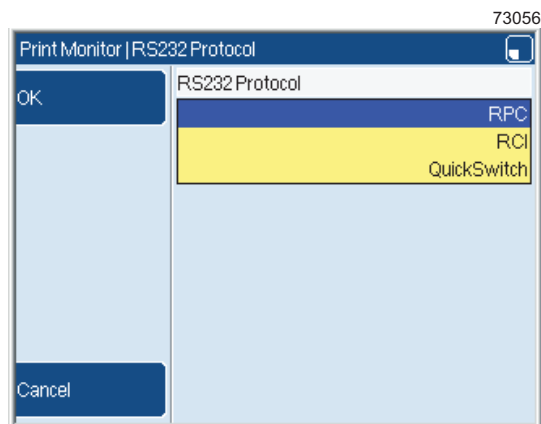 73056
Print Monitor | RS232 Protocol
OK
RS232 Protocol
RPC
RCI
QuickSwitch
Cancel